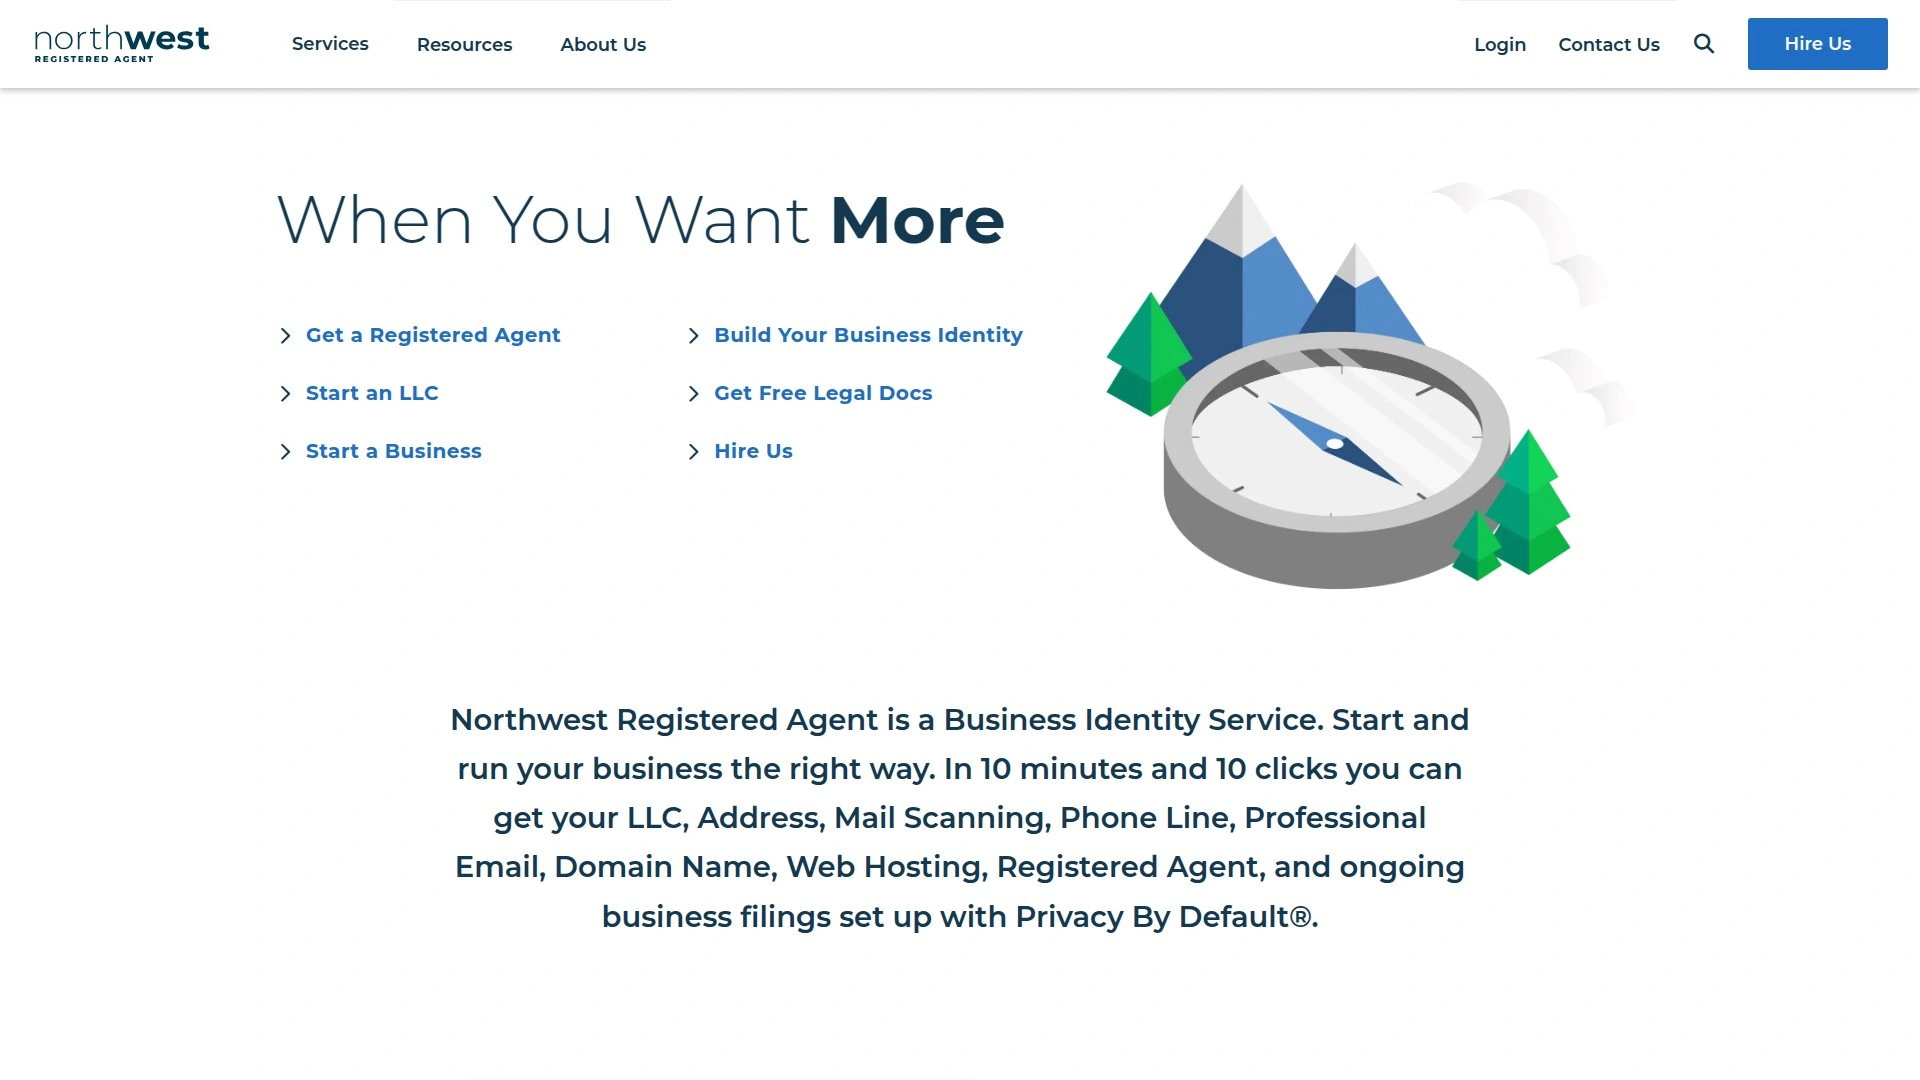 northwest
REGISTERED AGENT
Services
Resources
About Us
Login
Contact Us
Hire Us
When You Want More
Get a Registered Agent
Start an LLC
Start a Business
Build Your Business Identity
Get Free Legal Docs
Hire Us
Northwest Registered Agent is a Business Identity Service. Start and
run your business the right way. In 10 minutes and 10 clicks you can
get your LLC, Address, Mail Scanning, Phone Line, Professional
Email, Domain Name, Web Hosting, Registered Agent, and ongoing
business filings set up with Privacy By Default®.